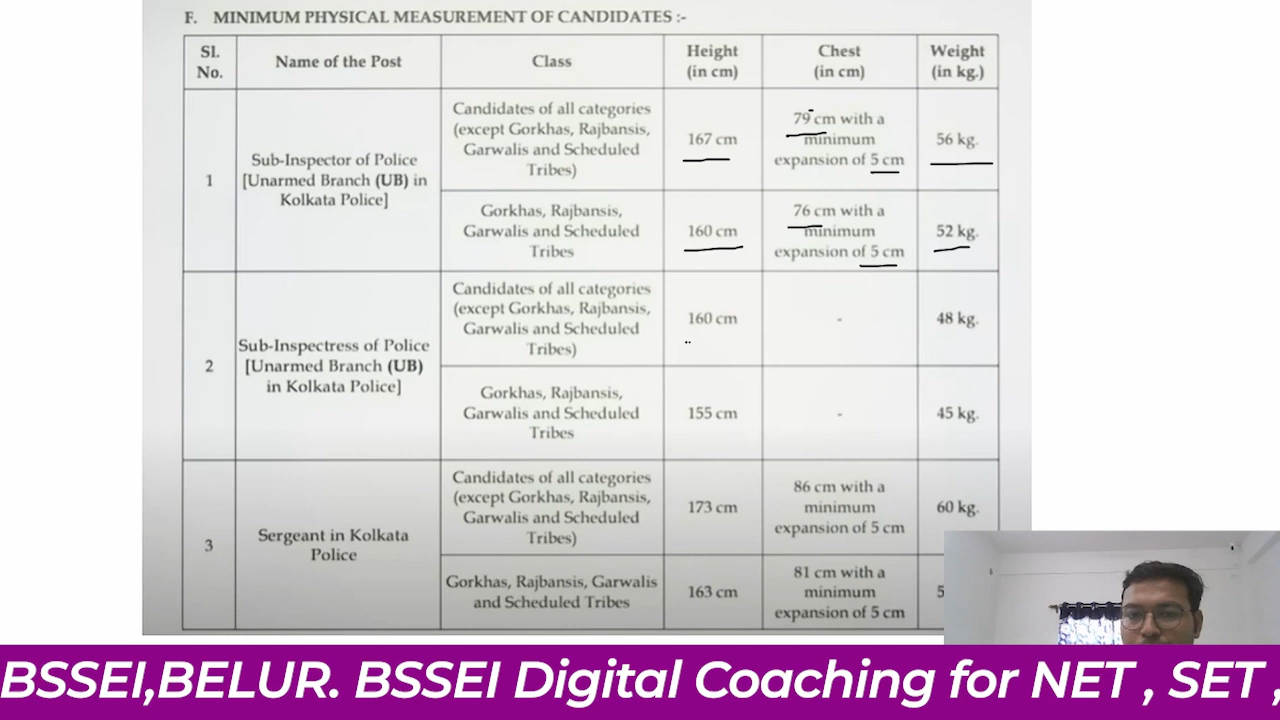 F. MINIMUM PHYSICAL MEASUREMENT OF CANDIDATES :-
Sl. No. Name of the Post Class Height (in cm) Chest (in cm) Weight (in kg.)
1
Sub-Inspector of Police
[Unarmed Branch (UB) in
Kolkata Police]
Candidates of all categories
(except Gorkhas, Rajbansis,
Garwalis and Scheduled
Tribes)
167 cm
79 cm with a
minimum
expansion of 5 cm
56 kg.
Gorkhas, Rajbansis,
Garwalis and Scheduled
Tribes
160 cm
76 cm with a
minimum
expansion of 5 cm
52 kg.
2
Sub-Inspectress of Police
[Unarmed Branch (UB)
in Kolkata Police]
Candidates of all categories
(except Gorkhas, Rajbansis,
Garwalis and Scheduled
Tribes)
160 cm
-
48 kg.
Gorkhas, Rajbansis,
Garwalis and Scheduled
Tribes
155 cm
-
45 kg.
3
Sergeant in Kolkata
Police
Candidates of all categories
(except Gorkhas, Rajbansis,
Garwalis and Scheduled
Tribes)
173 cm
86 cm with a
minimum
expansion of 5 cm
60 kg.
Gorkhas, Rajbansis, Garwalis
and Scheduled Tribes
163 cm
81 cm with a
minimum
expansion of 5 cm
BSSEI,BELUR. BSSEI Digital Coaching for NET , SET ,